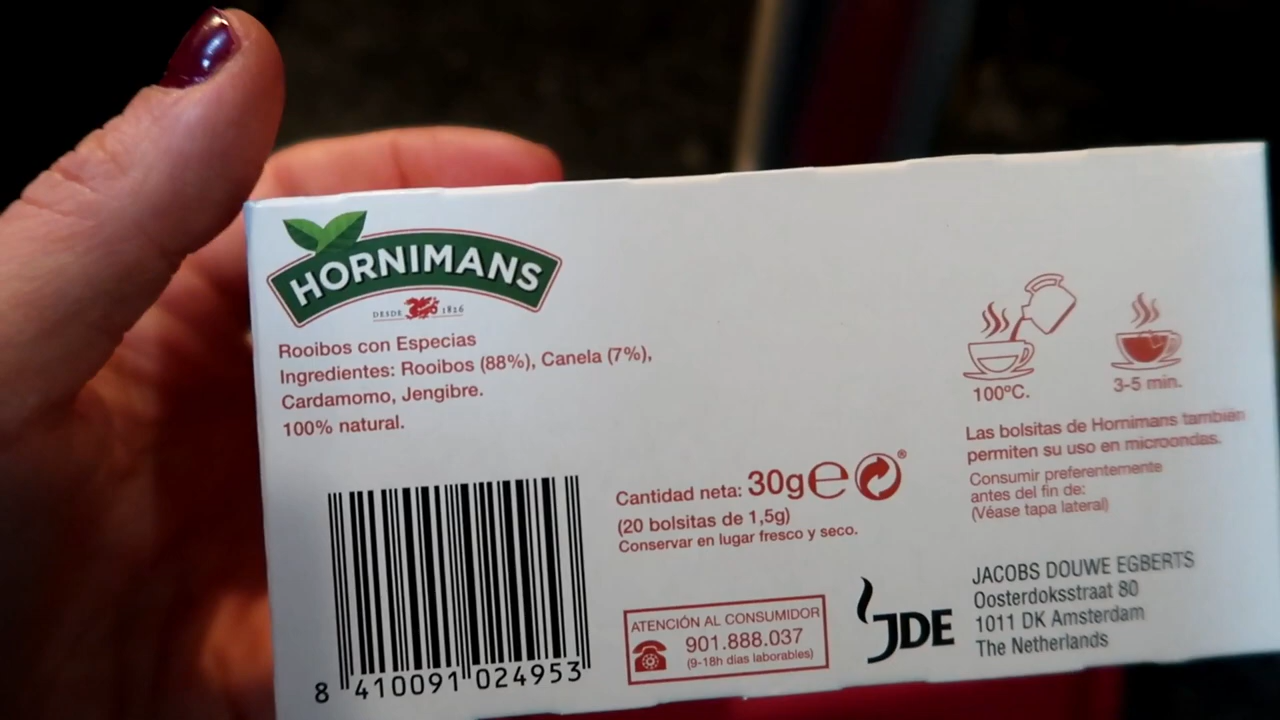 HORNIMANS
DESDE 1826
Rooibos con Especias
Ingredientes: Rooibos (88%), Canela (7%),
Cardamomo, Jengibre.
100% natural.
8 410091 024953
Cantidad neta: 30g e ®
(20 bolsitas de 1,5g)
Conservar en lugar fresco y seco.
ATENCIÓN AL CONSUMIDOR
901.888.037
(9-18h días laborables)
100ºC.
3-5 min.
Las bolsitas de Hornimans también
permiten su uso en microondas.
Consumir preferentemente
antes del fin de:
(Véase tapa lateral)
JDE
JACOBS DOUWE EGBERTS
Oosterdoksstraat 80
1011 DK Amsterdam
The Netherlands